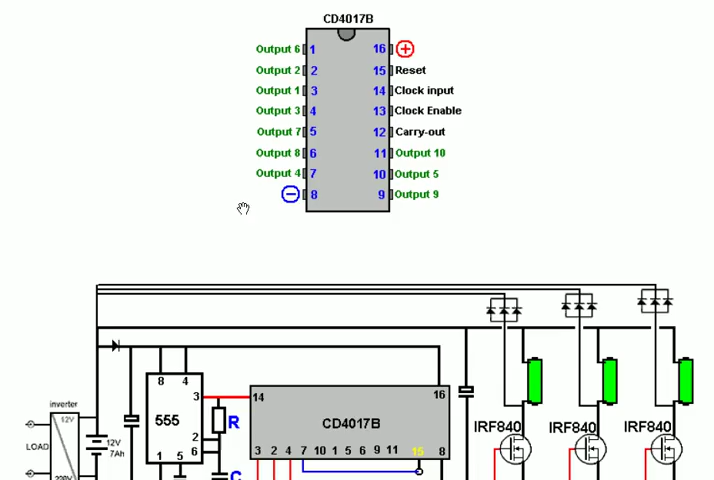 CD4017B
Output 6 1 16 +
Output 2 2 15 Reset
Output 1 3 14 Clock input
Output 3 4 13 Clock Enable
Output 7 5 12 Carry-out
Output 8 6 11 Output 10
Output 4 7 10 Output 5
− 8 9 Output 9
8 4
3
555
2
6
1 5
R
C
14 16
CD4017B
3 2 4 7 10 1 5 6 9 11 15 8
inverter
12V
LOAD
220V
12V
7Ah
IRF840 IRF840 IRF840